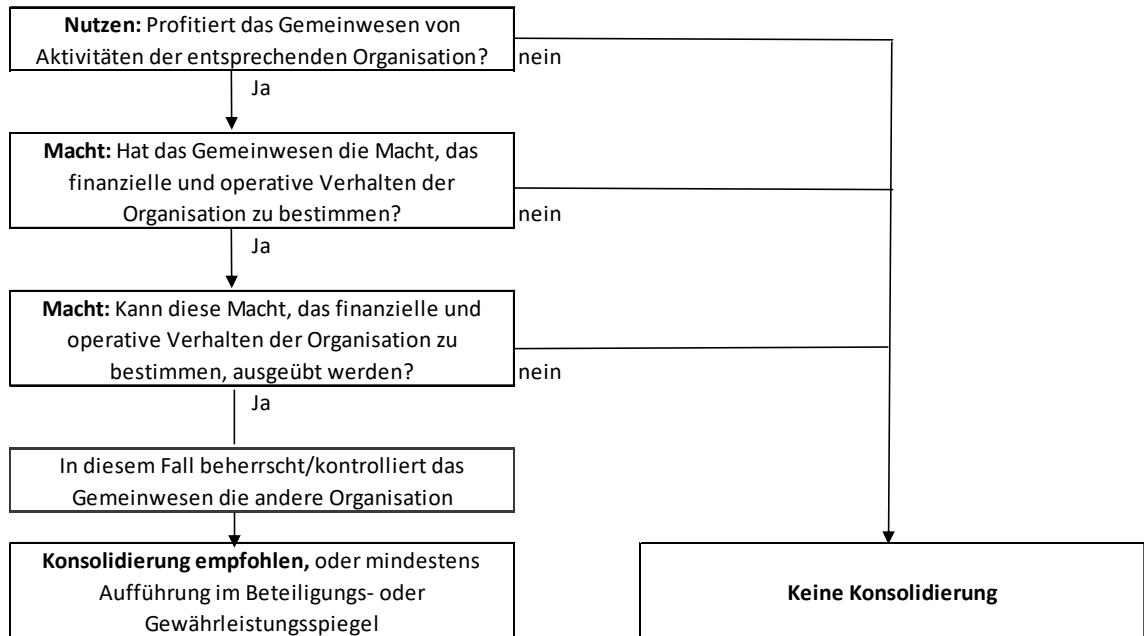 Nutzen: Profitiert das Gemeinwesen von
Aktivitäten der entsprechenden Organisation?
nein
Ja
Macht: Hat das Gemeinwesen die Macht, das
finanzielle und operative Verhalten der
Organisation zu bestimmen?
nein
Ja
Macht: Kann diese Macht, das finanzielle und
operative Verhalten der Organisation zu
bestimmen, ausgeübt werden?
nein
Ja
In diesem Fall beherrscht/kontrolliert das
Gemeinwesen die andere Organisation
Konsolidierung empfohlen, oder mindestens
Aufführung im Beteiligungs- oder
Gewährleistungsspiegel
Keine Konsolidierung